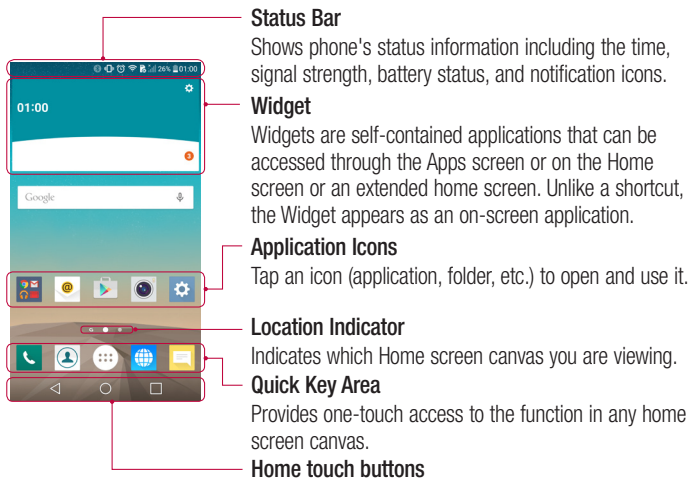 Status Bar
Shows phone's status information including the time,
signal strength, battery status, and notification icons.
26% 01:00
Widget
01:00
Widgets are self-contained applications that can be
accessed through the Apps screen or on the Home
screen or an extended home screen. Unlike a shortcut,
the Widget appears as an on-screen application.
3
Google
Application Icons
Tap an icon (application, folder, etc.) to open and use it.
@
Location Indicator
Indicates which Home screen canvas you are viewing.
Quick Key Area
Provides one-touch access to the function in any home
screen canvas.
Home touch buttons